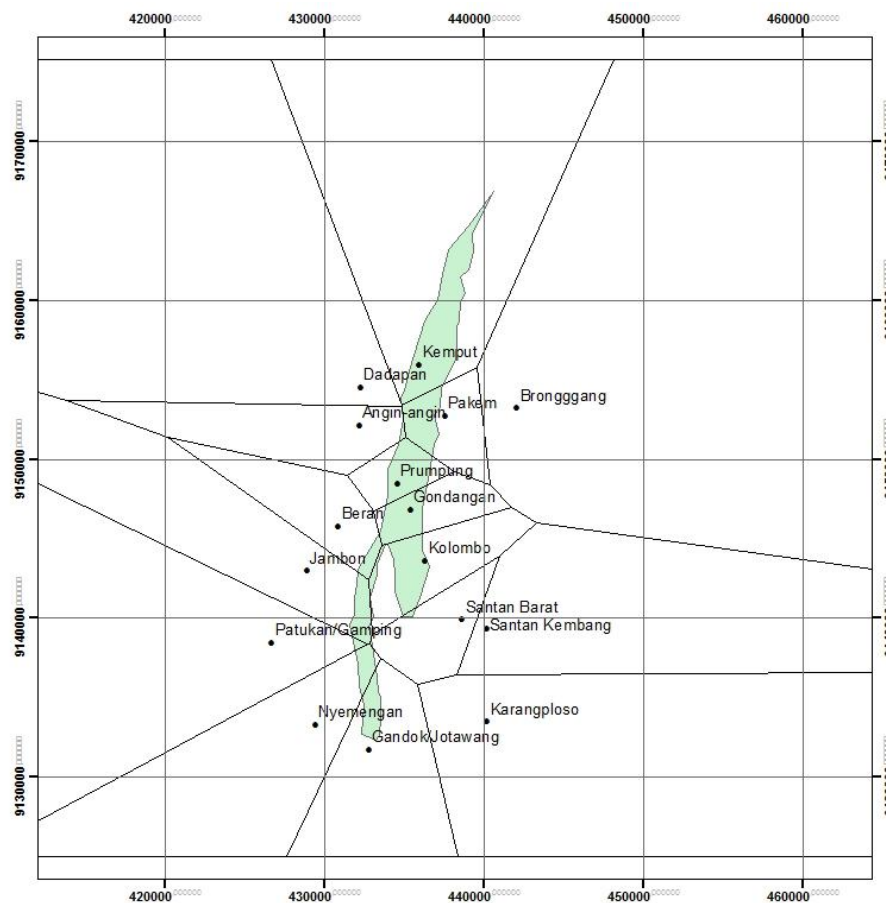 420000 430000 440000 450000 460000
9170000
9160000
Kemput
Dadapan
Brongggang
Pakem
Angin-angin
9150000
Prumpung
Gondangan
Beran
Kolombo
Jambon
Santan Barat
9140000
Santan Kembang
Patukan/Gamping
Karangploso
Nyemengan
Gandok/Jotawang
9130000
420000 430000 440000 450000 460000